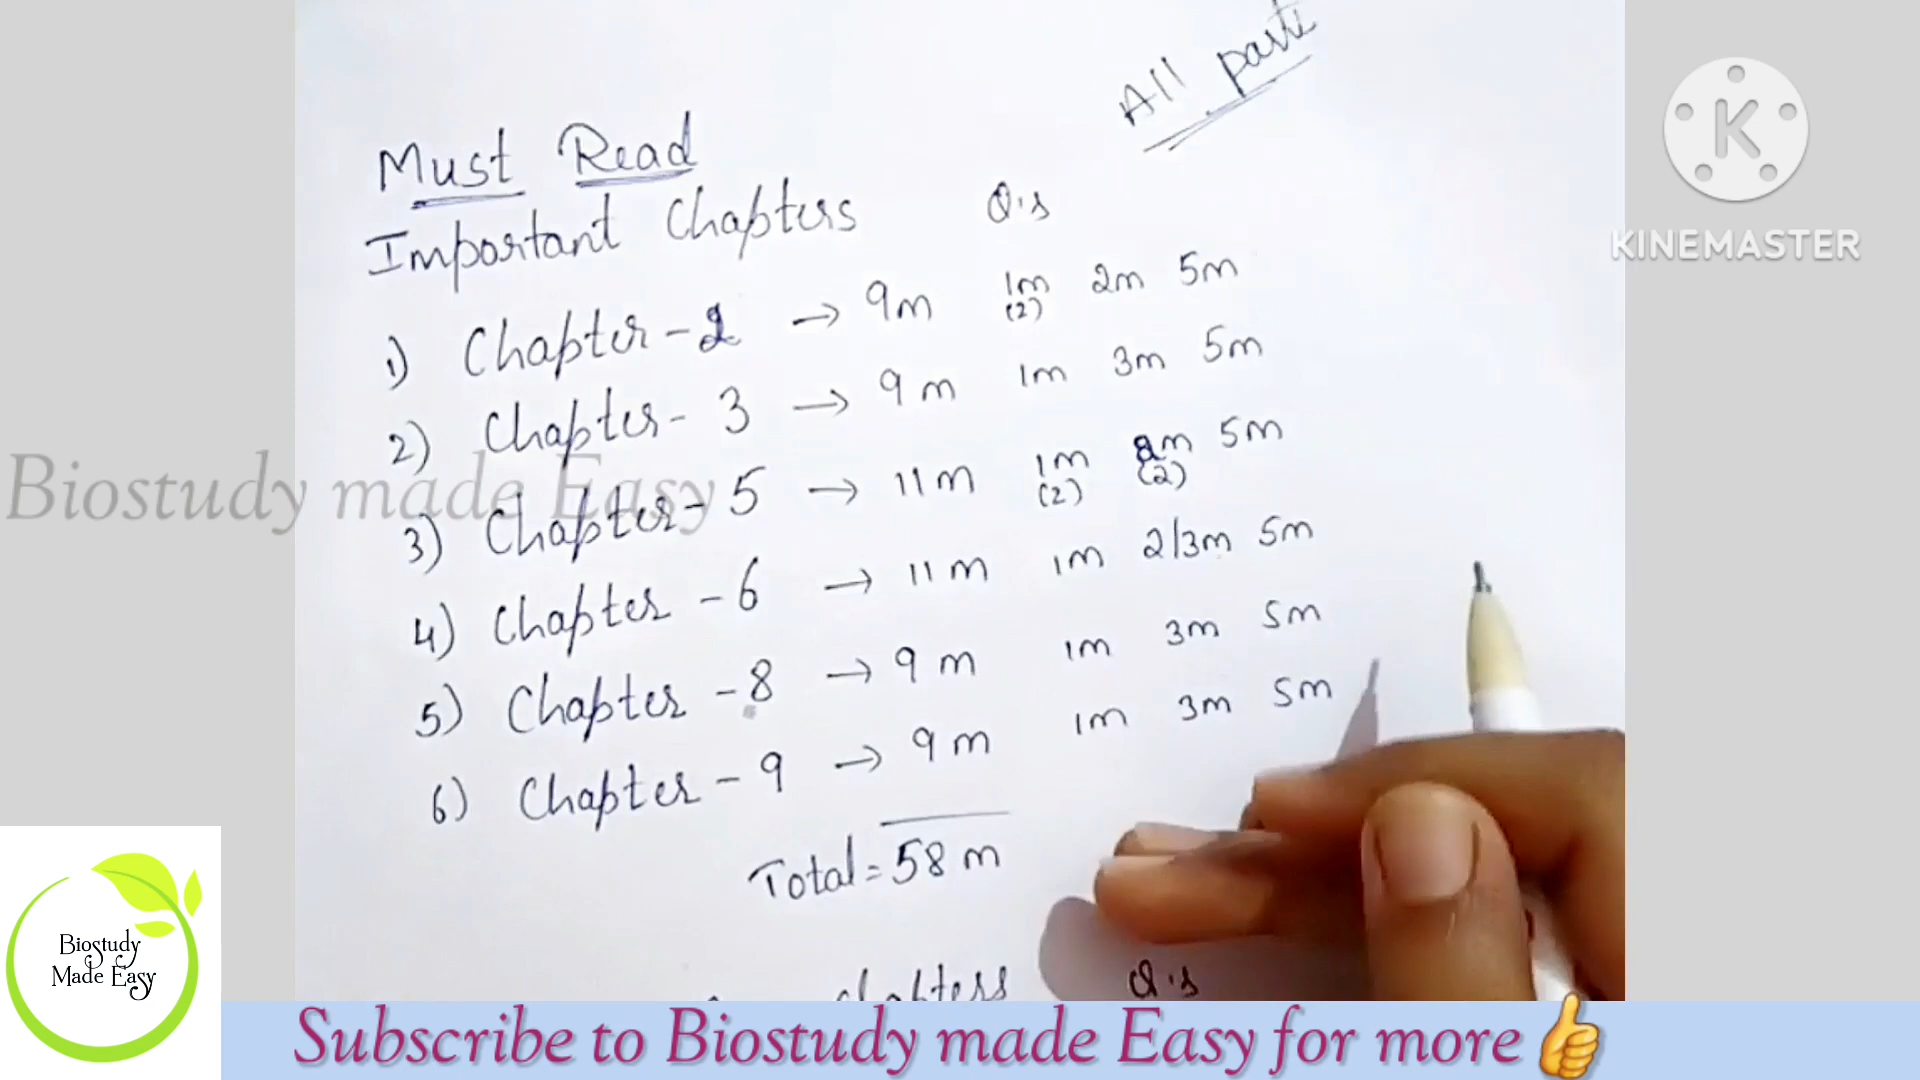 All parts
Must Read
Important Chapters Q.s
1) Chapter - 2 → 9m 1m (2) 2m 5m
2) Chapter - 3 → 9m 1m 3m 5m
3) Chapter - 5 → 11m 1m (2) 2m (2) 5m
4) Chapter - 6 → 11m 1m 2/3m 5m
5) Chapter - 8 → 9m 1m 3m 5m
6) Chapter - 9 → 9m 1m 3m 5m
Total = 58m
chapters Q.s
K
KINEMASTER
Biostudy made Easy
Biostudy
Made Easy
Subscribe to Biostudy made Easy for more